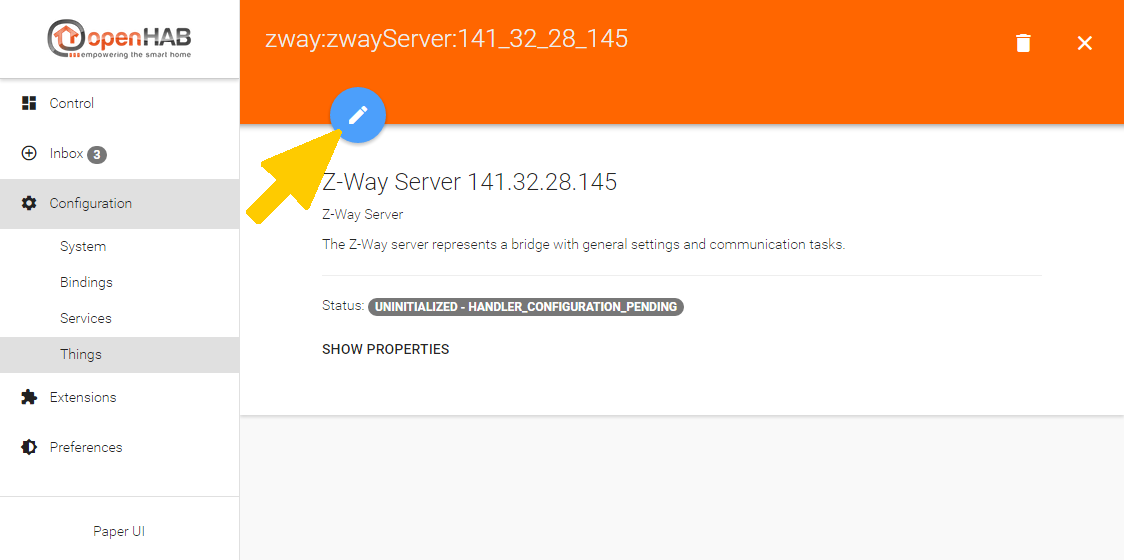 openHAB
empowering the smart home
Control
Inbox 3
Configuration
System
Bindings
Services
Things
Extensions
Preferences
Paper UI
zway:zwayServer:141_32_28_145
Z-Way Server 141.32.28.145
Z-Way Server
The Z-Way server represents a bridge with general settings and communication tasks.
Status: UNINITIALIZED - HANDLER_CONFIGURATION_PENDING
SHOW PROPERTIES